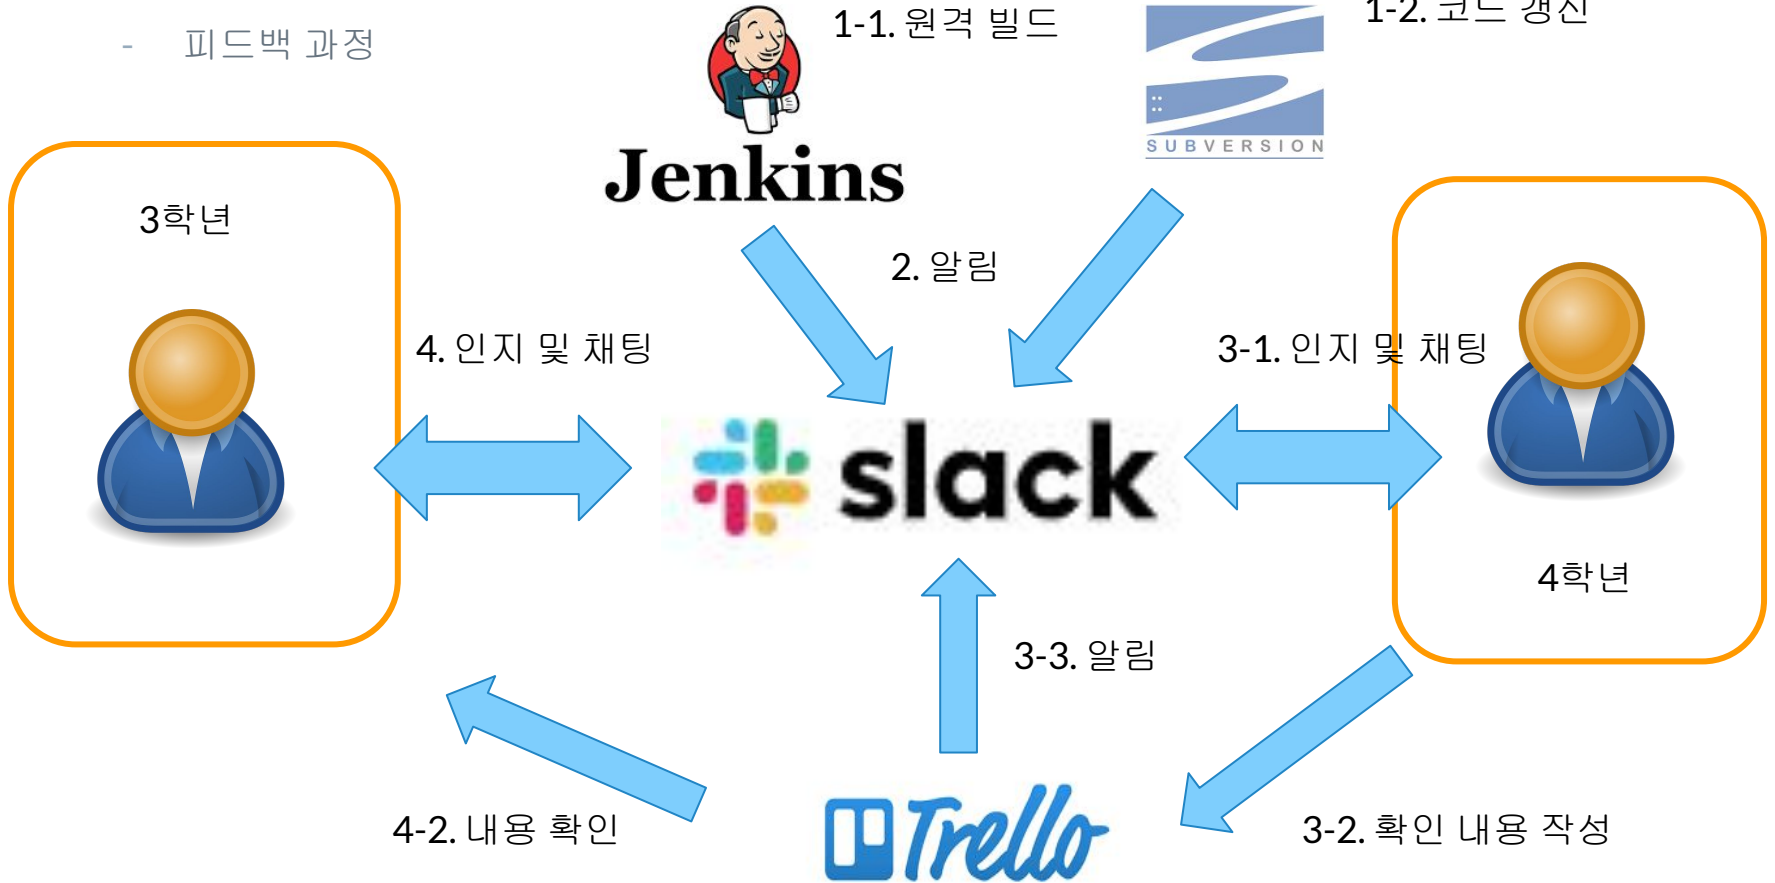 1-1. 원격 빌드
1-2. 코드 갱신
- 피드백 과정
SUBVERSION
Jenkins
3학년
2. 알림
4. 인지 및 채팅
3-1. 인지 및 채팅
slack
4학년
3-3. 알림
4-2. 내용 확인
Trello
3-2. 확인 내용 작성